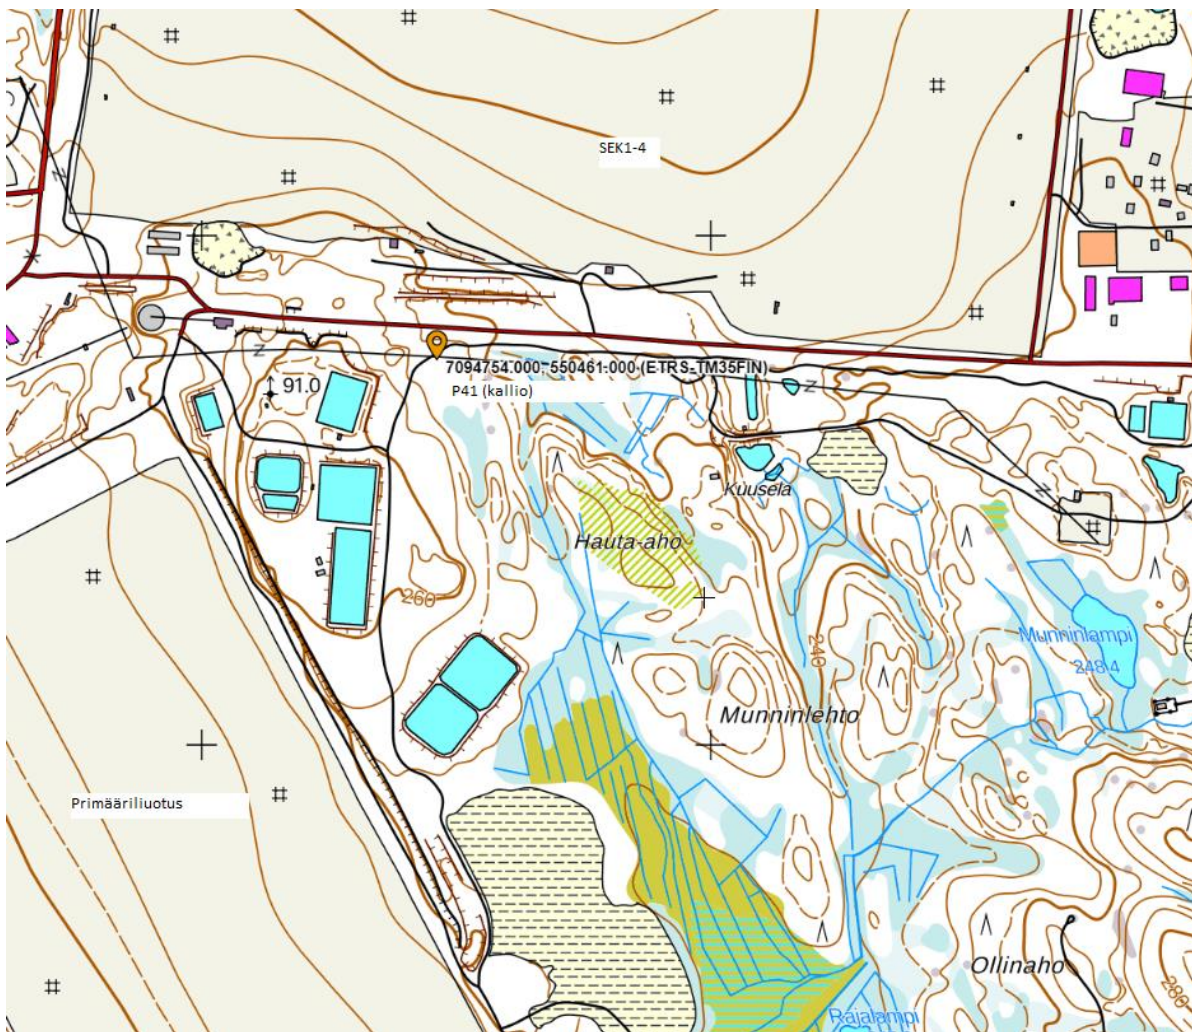 SEK1-4
7094754.000, 550461.000 (ETRS-TM35FIN)
P41 (kallio)
91.0
Kuusela
Hauta-aho
260
Munninlampi
240
248.4
Munninlehto
Primääriliuotus
Ollinaho
280
Rajalampi